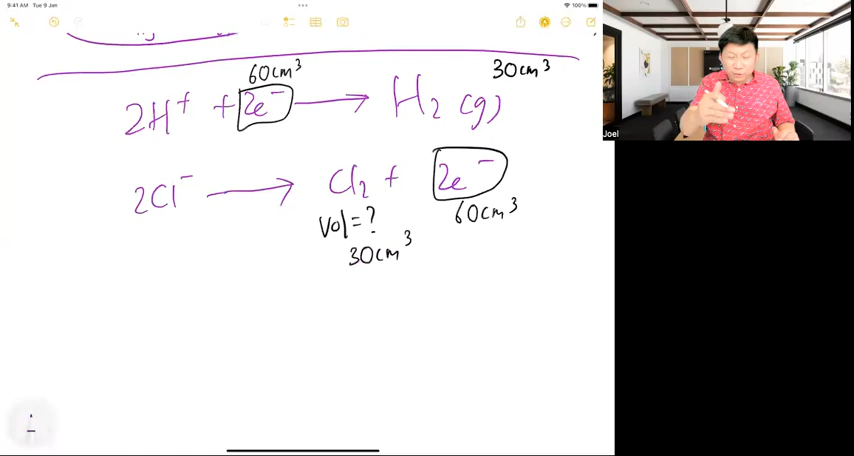 9:41 AM Tue 9 Jan
100%
60cm³ 30cm³
2H⁺ + 2e⁻ → H₂ (g)
2Cl⁻ → Cl₂ + 2e⁻
Vol = ? 60cm³
30cm³
Joel